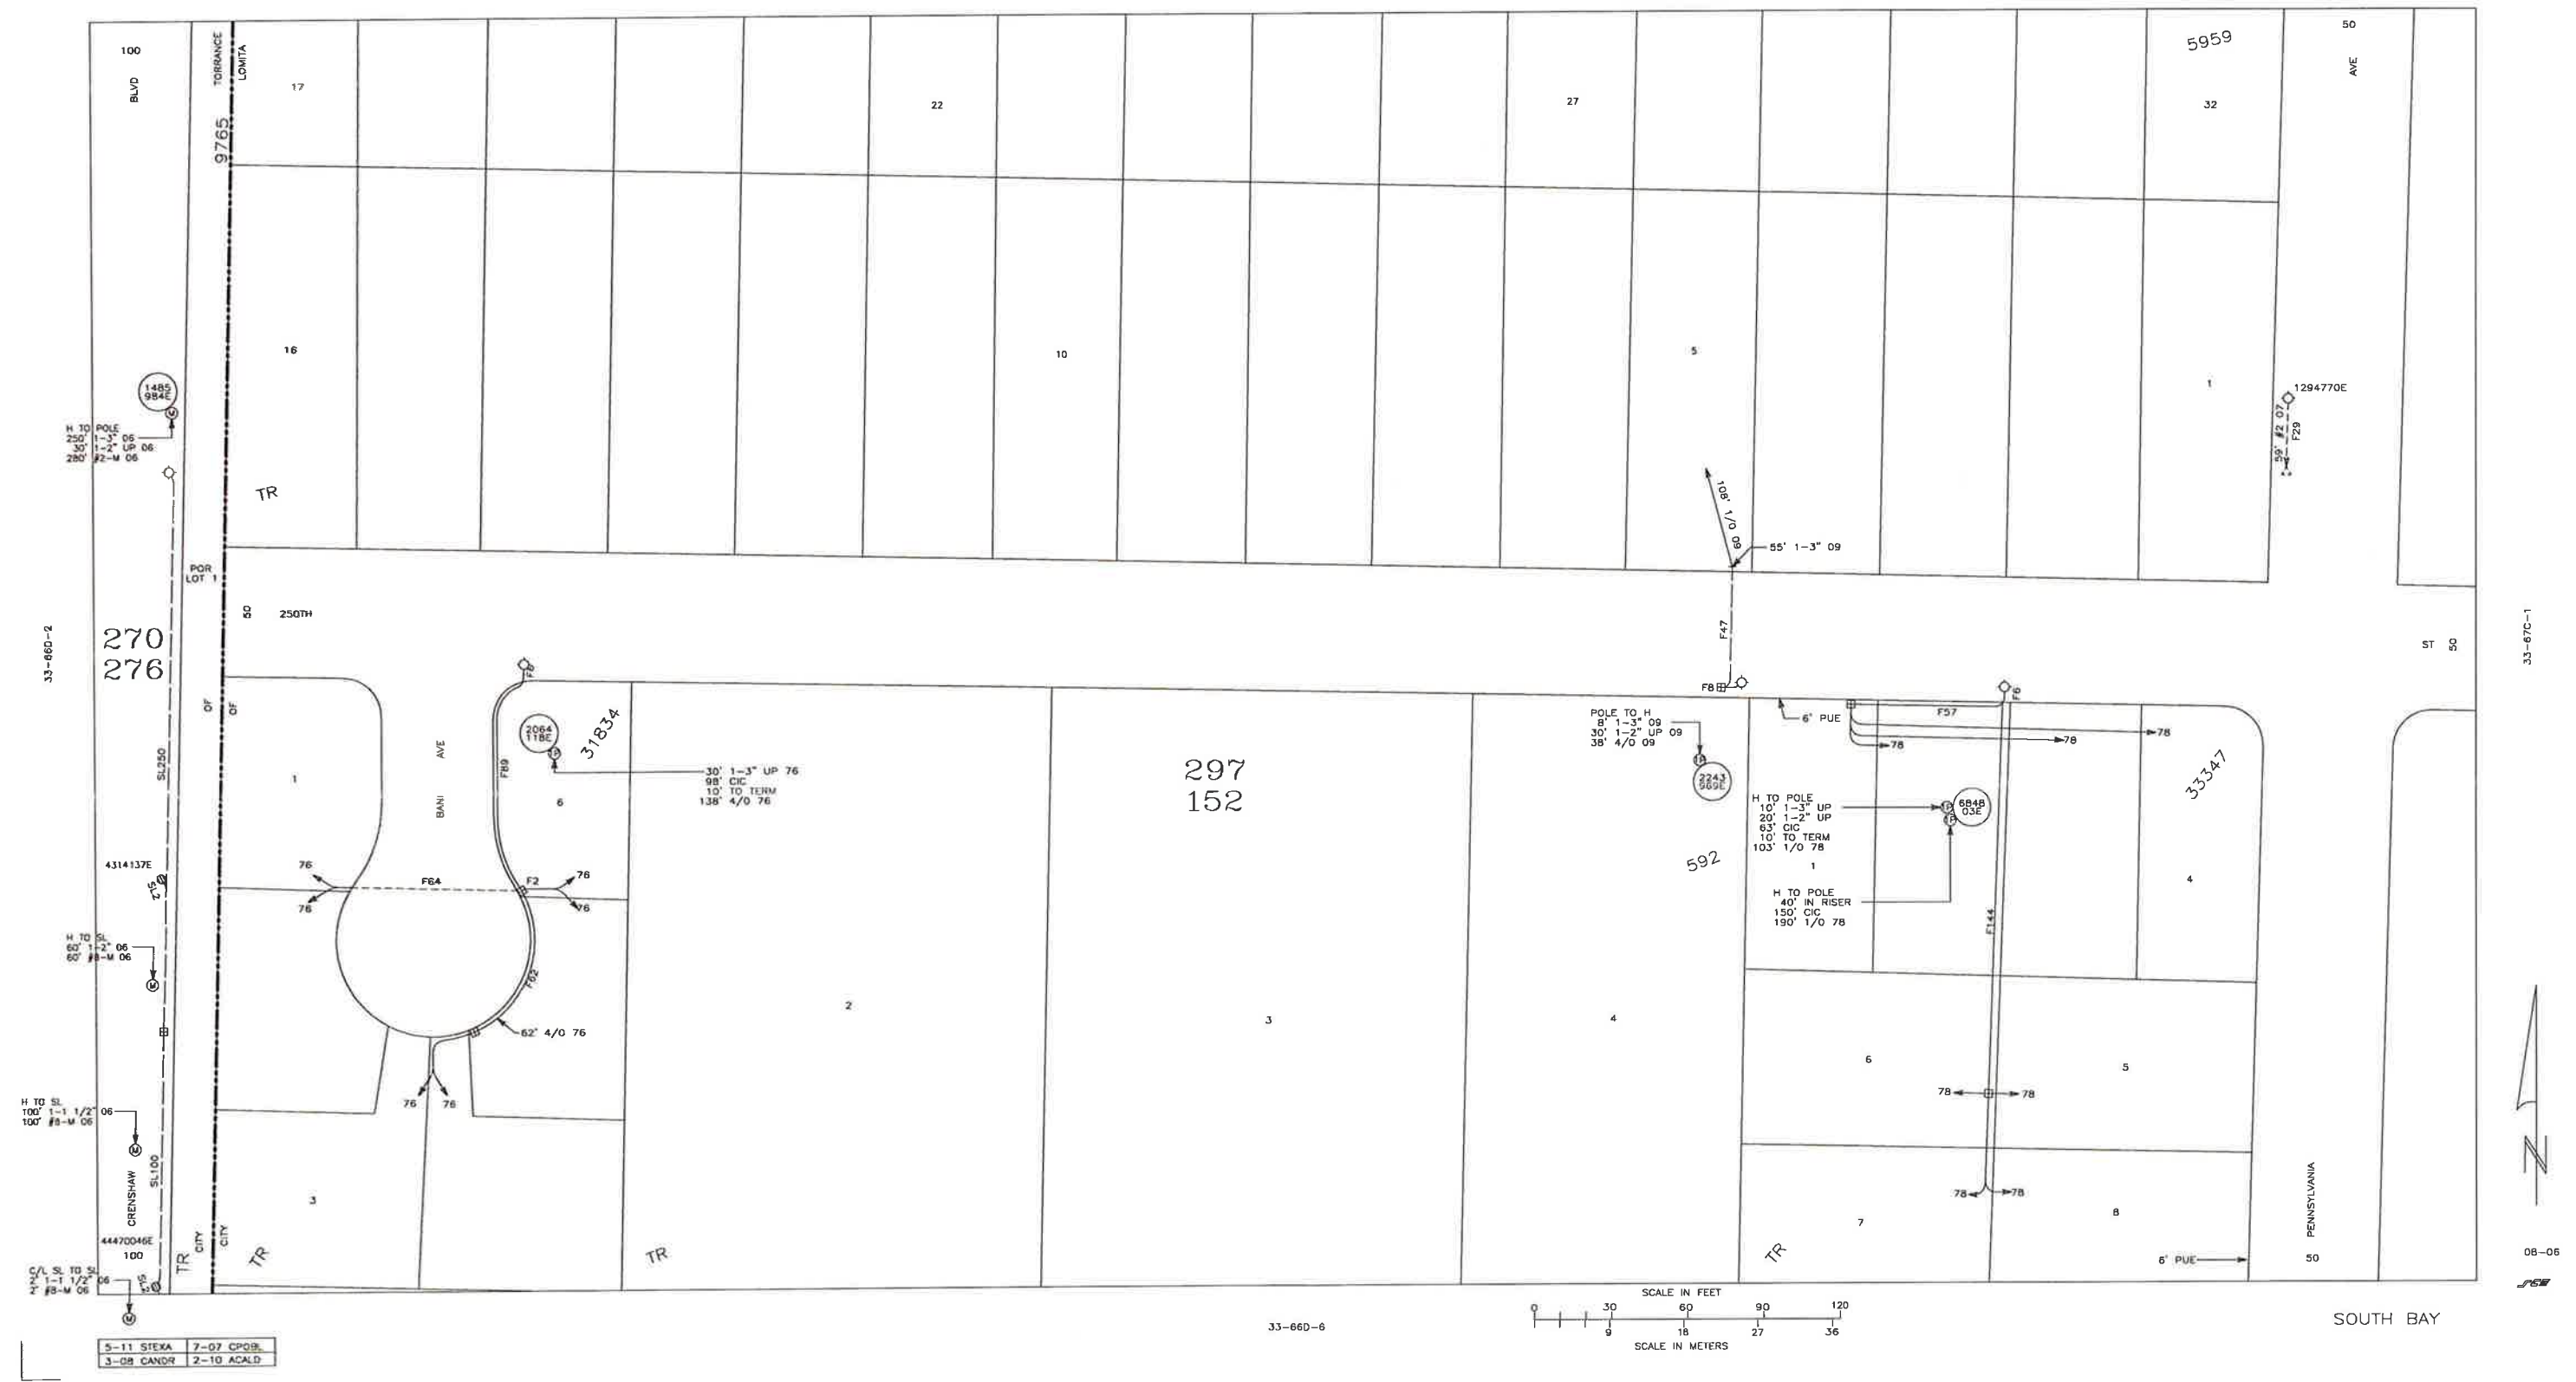 100
BLVD
TORRANCE
LOMITA
9765
17
22
27
5959
32
50
AVE
16
10
5
1
1485
984E
H TO POLE
250' 1-3" 06
30' 1-2" UP 06
280' #2-M 06
TR
1294770E
59' #2 07
F29
108' 1/0 09
55' 1-3" 09
POR
LOT 1
50
250TH
F47
ST
50
33-66D-2
270
276
33-67C-1
OF
OF
SL250
F8
F6
F57
6' PUE
78
78
78
2064
118E
1P
31834
BANI AVE
F89
1
6
30' 1-3" UP 76
98' CIC
10' TO TERM
138' 4/0 76
297
152
POLE TO H
8' 1-3" 09
30' 1-2" UP 09
38' 4/0 09
1P
2243
969E
33347
H TO POLE
10' 1-3" UP
20' 1-2" UP
63' CIC
10' TO TERM
103' 1/0 78
1P
6848
03E
1P
592
1
4
H TO POLE
40' IN RISER
150' CIC
190' 1/0 78
F144
4314137E
SL2
76
76
F64
F2
76
76
H TO SL
60' 1-2" 06
60' #8-M 06
M
F62
62' 4/0 76
2
3
4
6
5
76
76
78
78
H TO SL
100' 1-1 1/2" 06
100' #8-M 06
M
CRENSHAW
SL100
3
78
78
7
8
PENNSYLVANIA
44470046E
100
TR
CITY
CITY
TR
TR
TR
6' PUE
50
08-06
C/L SL TO SL
2' 1-1 1/2" 06
2' #8-M 06
M
SL2
5-11 STEXA
7-07 CPOBL
3-08 CANDR
2-10 ACALD
33-66D-6
SCALE IN FEET
0 30 60 90 120
9 18 27 36
SCALE IN METERS
N
SOUTH BAY